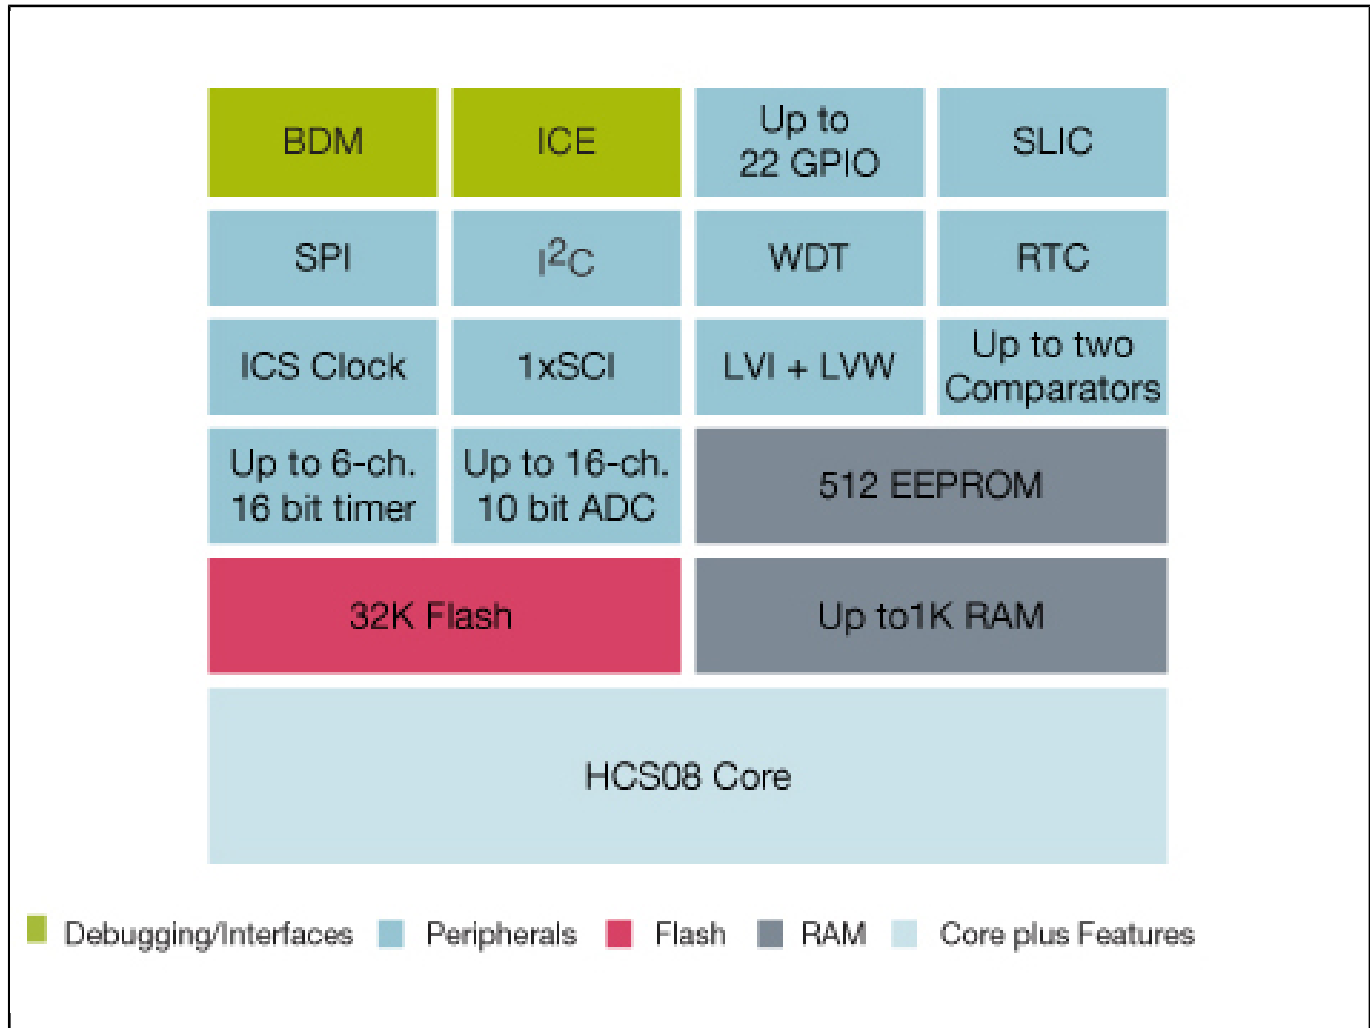 BDM
ICE
Up to
22 GPIO
SLIC
SPI
I²C
WDT
RTC
ICS Clock
1xSCI
LVI + LVW
Up to two
Comparators
Up to 6-ch.
16 bit timer
Up to 16-ch.
10 bit ADC
512 EEPROM
32K Flash
Up to1K RAM
HCS08 Core
Debugging/Interfaces
Peripherals
Flash
RAM
Core plus Features